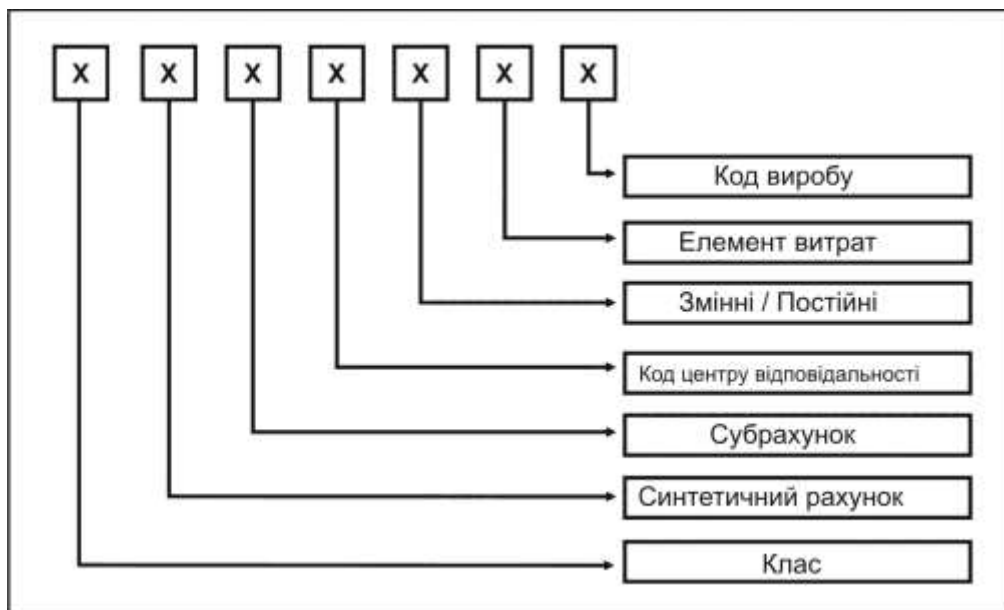 X X X X X X X
Код виробу
Елемент витрат
Змінні / Постійні
Код центру відповідальності
Субрахунок
Синтетичний рахунок
Клас